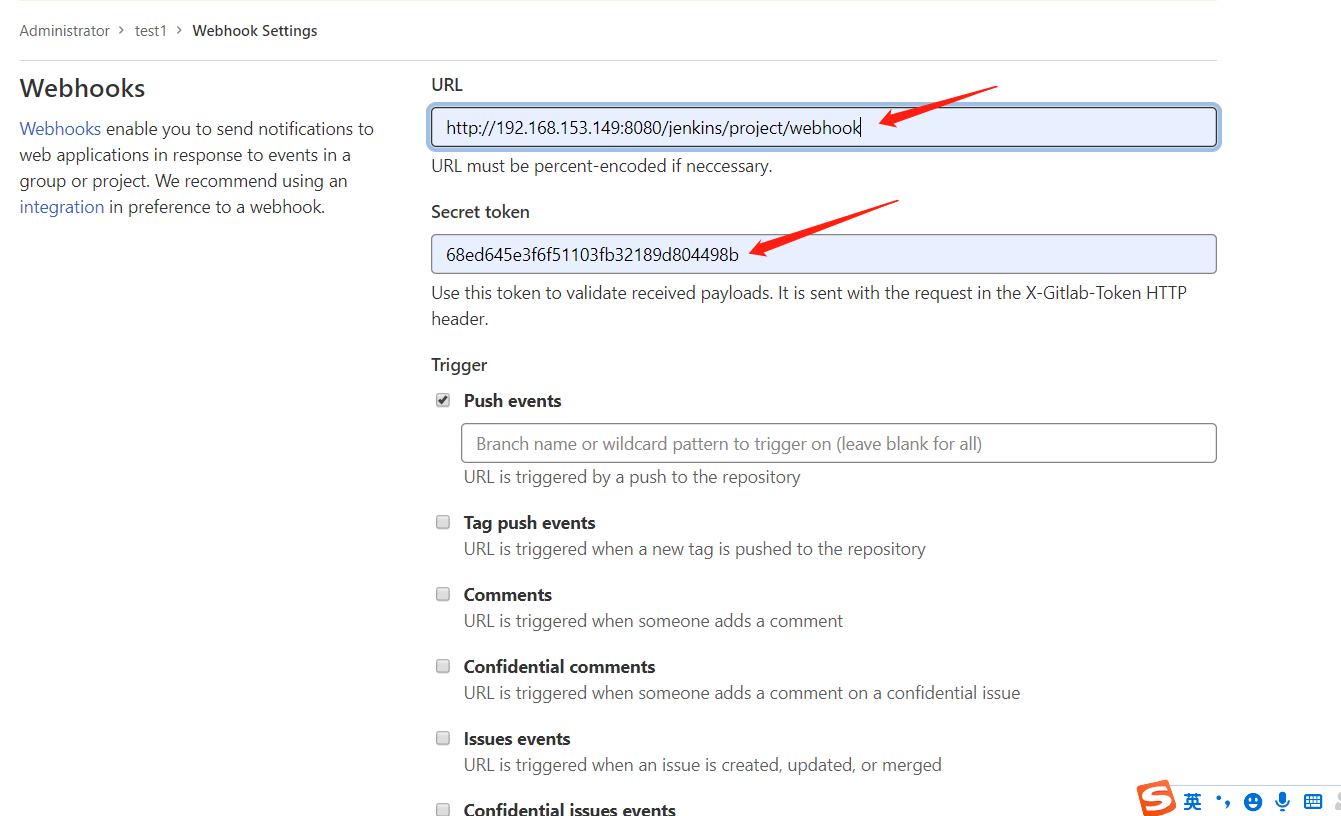 Administrator > test1 > Webhook Settings
Webhooks
Webhooks enable you to send notifications to
web applications in response to events in a
group or project. We recommend using an
integration in preference to a webhook.
URL
http://192.168.153.149:8080/jenkins/project/webhook
URL must be percent-encoded if neccessary.
Secret token
68ed645e3f6f51103fb32189d804498b
Use this token to validate received payloads. It is sent with the request in the X-Gitlab-Token HTTP
header.
Trigger
Push events
Branch name or wildcard pattern to trigger on (leave blank for all)
URL is triggered by a push to the repository
Tag push events
URL is triggered when a new tag is pushed to the repository
Comments
URL is triggered when someone adds a comment
Confidential comments
URL is triggered when someone adds a comment on a confidential issue
Issues events
URL is triggered when an issue is created, updated, or merged
Confidential issues events
英